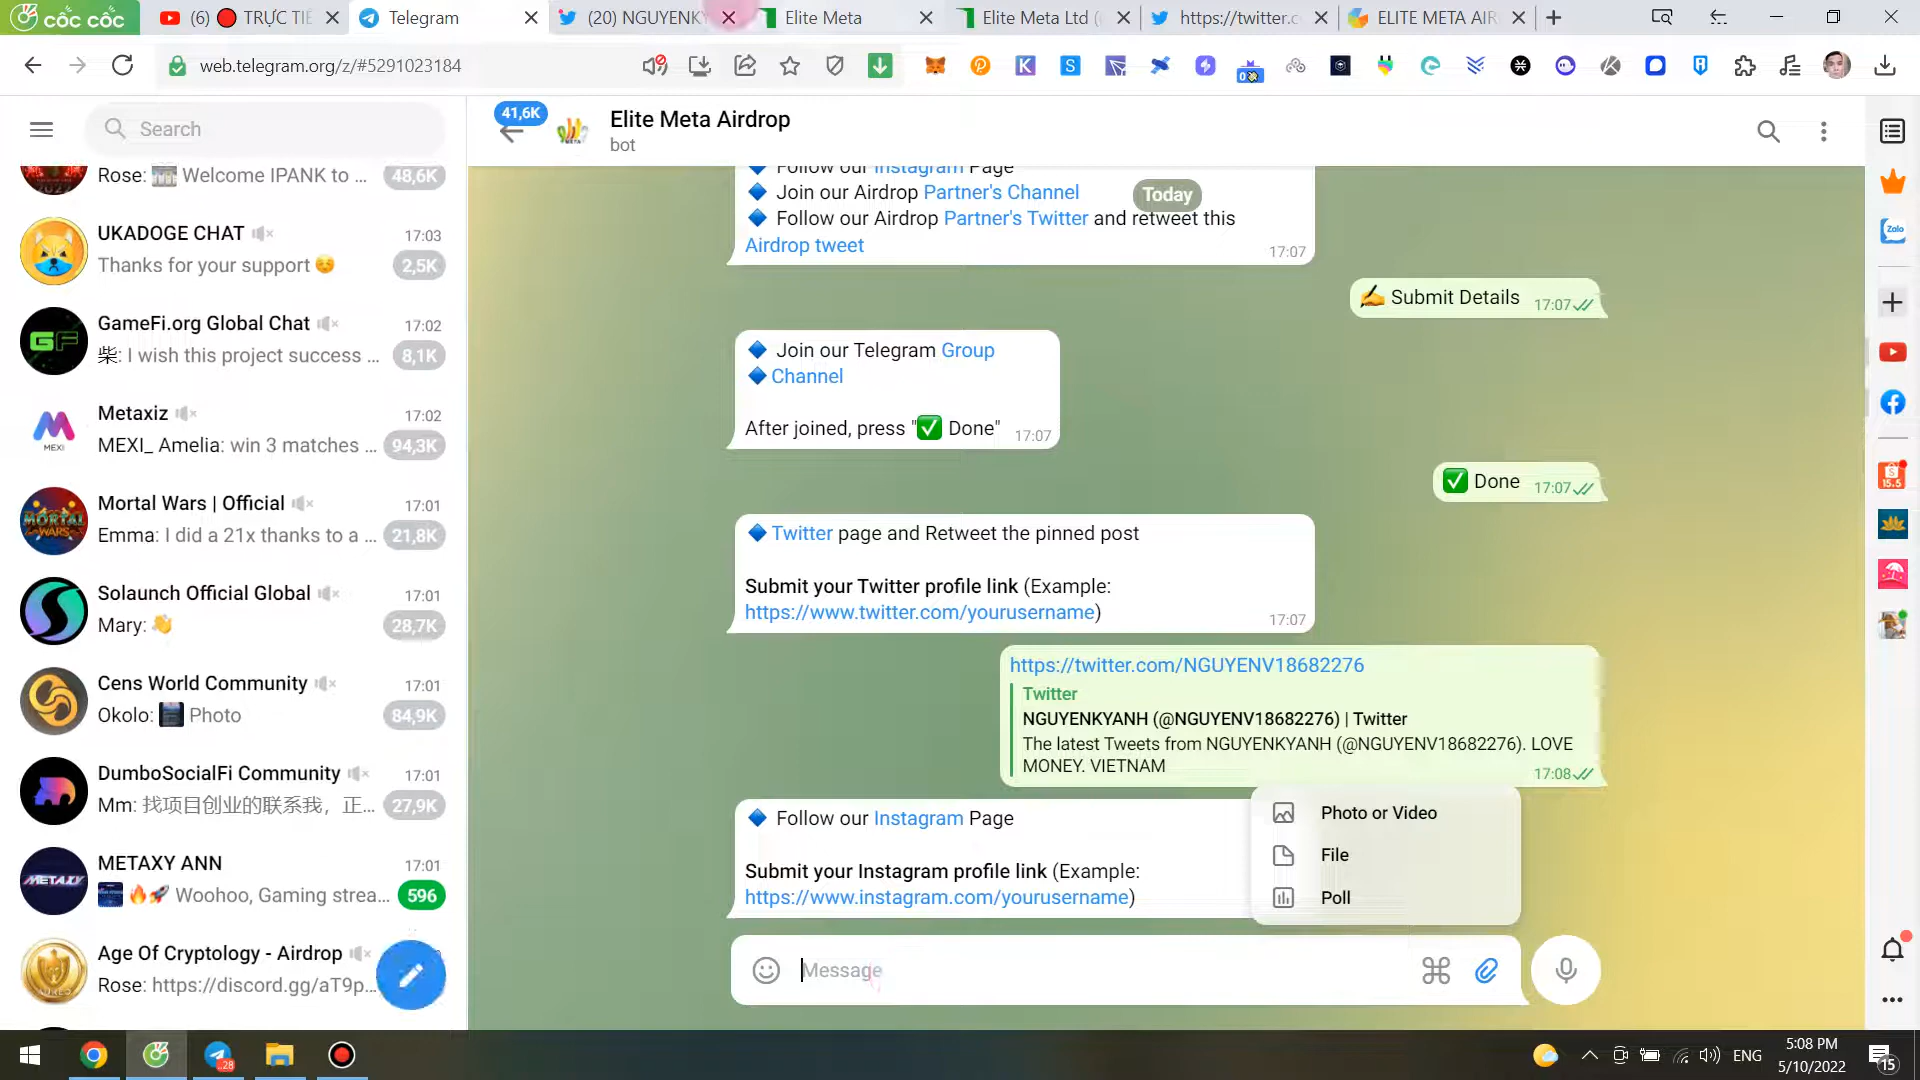 CỐC CỐC
(6) 🔴 TRỰC TIẾ
Telegram
(20) NGUYENKY
Elite Meta
Elite Meta Ltd (
https://twitter.c
ELITE META AIR
web.telegram.org/z/#5291023184
41,6K
Search
Elite Meta Airdrop
bot
Rose: Welcome IPANK to ... 48,6K
UKADOGE CHAT 17:03
Thanks for your support 😌 2,5K
GameFi.org Global Chat 17:02
柴: I wish this project success ... 8,1K
Metaxiz 17:02
MEXI_ Amelia: win 3 matches ... 94,3K
Mortal Wars | Official 17:01
Emma: I did a 21x thanks to a ... 21,8K
Solaunch Official Global 17:01
Mary: 👋 28,7K
Cens World Community 17:01
Okolo: Photo 84,9K
DumboSocialFi Community 17:01
Mm: 找项目创业的联系我，正... 27,9K
METAXY ANN 17:01
🔥🚀 Woohoo, Gaming strea... 596
Age Of Cryptology - Airdrop
Rose: https://discord.gg/aT9p...
🔷 Follow our Instagram Page
🔷 Join our Airdrop Partner's Channel
Today
🔷 Follow our Airdrop Partner's Twitter and retweet this
Airdrop tweet 17:07
✍ Submit Details 17:07
🔷 Join our Telegram Group
🔷 Channel
After joined, press "✅ Done" 17:07
✅ Done 17:07
🔷 Twitter page and Retweet the pinned post
Submit your Twitter profile link (Example:
https://www.twitter.com/yourusername) 17:07
https://twitter.com/NGUYENV18682276
Twitter
NGUYENKYANH (@NGUYENV18682276) | Twitter
The latest Tweets from NGUYENKYANH (@NGUYENV18682276). LOVE
MONEY. VIETNAM 17:08
🔷 Follow our Instagram Page
Submit your Instagram profile link (Example:
https://www.instagram.com/yourusername)
Photo or Video
File
Poll
Message
Zalo
15.5
ENG
5:08 PM
5/10/2022
15